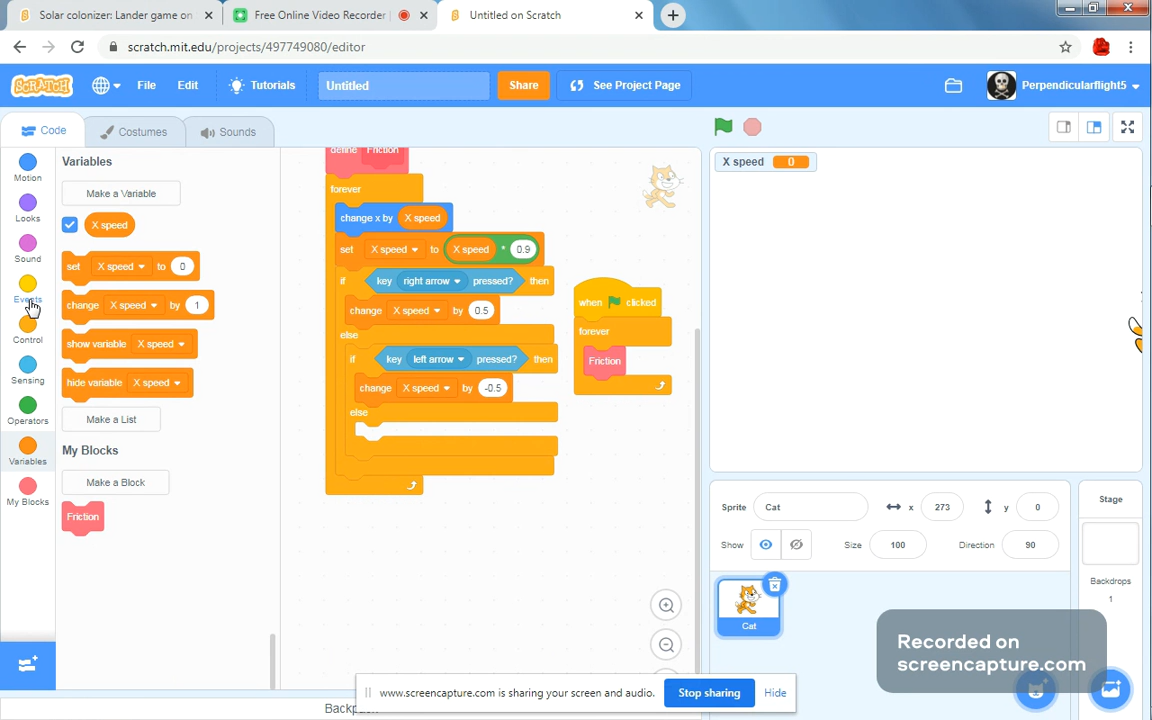 Solar colonizer: Lander game on
Free Online Video Recorder
Untitled on Scratch
scratch.mit.edu/projects/497749080/editor
SCRATCH File Edit Tutorials Untitled Share See Project Page Perpendicularflight5
Code Costumes Sounds
Motion
Looks
Sound
Events
Control
Sensing
Operators
Variables
My Blocks
Variables
Make a Variable
X speed
set X speed to 0
change X speed by 1
show variable X speed
hide variable X speed
Make a List
My Blocks
Make a Block
Friction
define Friction
forever
change x by X speed
set X speed to X speed * 0.9
if key right arrow pressed? then
change X speed by 0.5
else
if key left arrow pressed? then
change X speed by -0.5
else
when clicked
forever
Friction
X speed 0
Sprite Cat x 273 y 0
Show Size 100 Direction 90
Cat
Stage
Backdrops
1
Recorded on
screencapture.com
www.screencapture.com is sharing your screen and audio. Stop sharing Hide